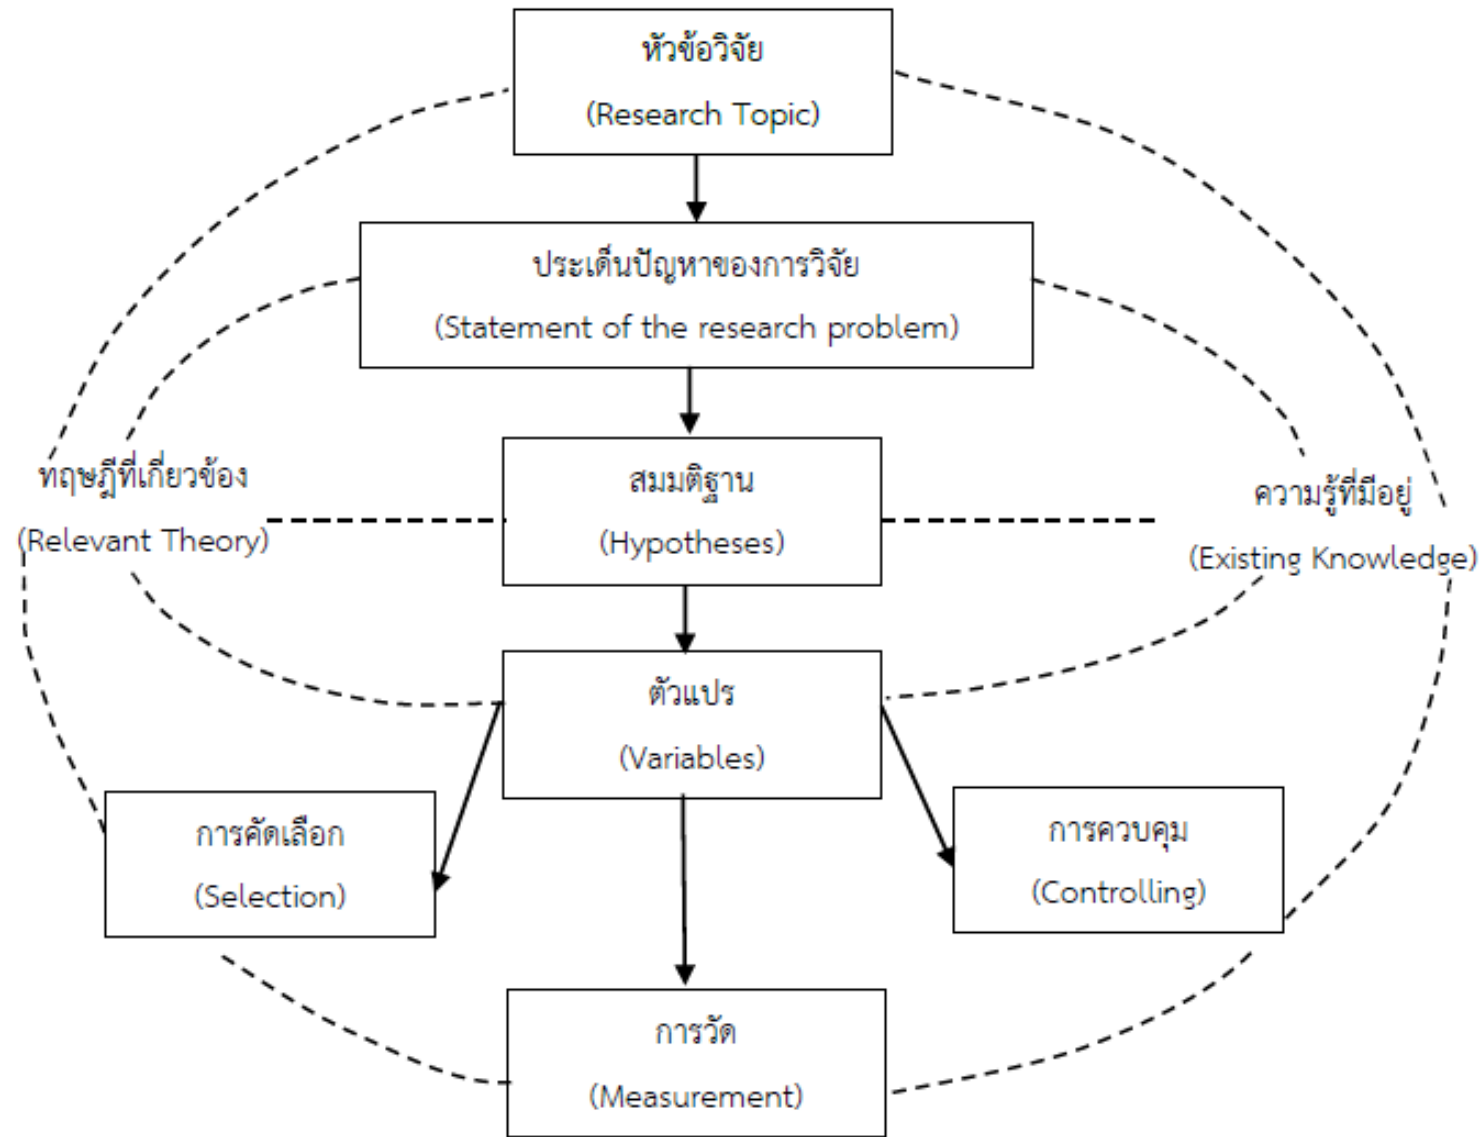 หัวข้อวิจัย
(Research Topic)
ประเด็นปัญหาของการวิจัย
(Statement of the research problem)
ทฤษฎีที่เกี่ยวข้อง
(Relevant Theory)
สมมติฐาน
(Hypotheses)
ความรู้ที่มีอยู่
(Existing Knowledge)
ตัวแปร
(Variables)
การคัดเลือก
(Selection)
การควบคุม
(Controlling)
การวัด
(Measurement)